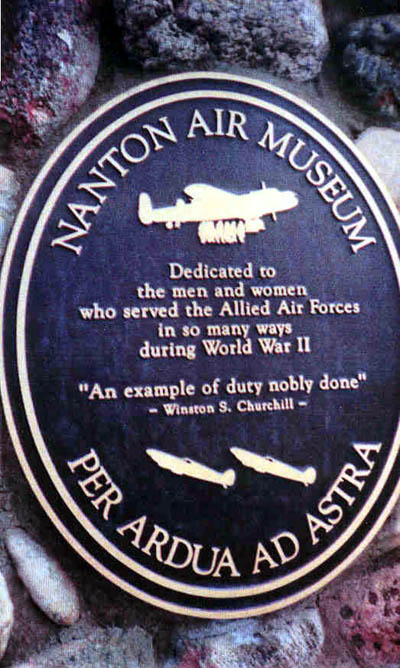 NANTON AIR MUSEUM
Dedicated to
the men and women
who served the Allied Air Forces
in so many ways
during World War II
"An example of duty nobly done"
– Winston S. Churchill –
PER ARDUA AD ASTRA